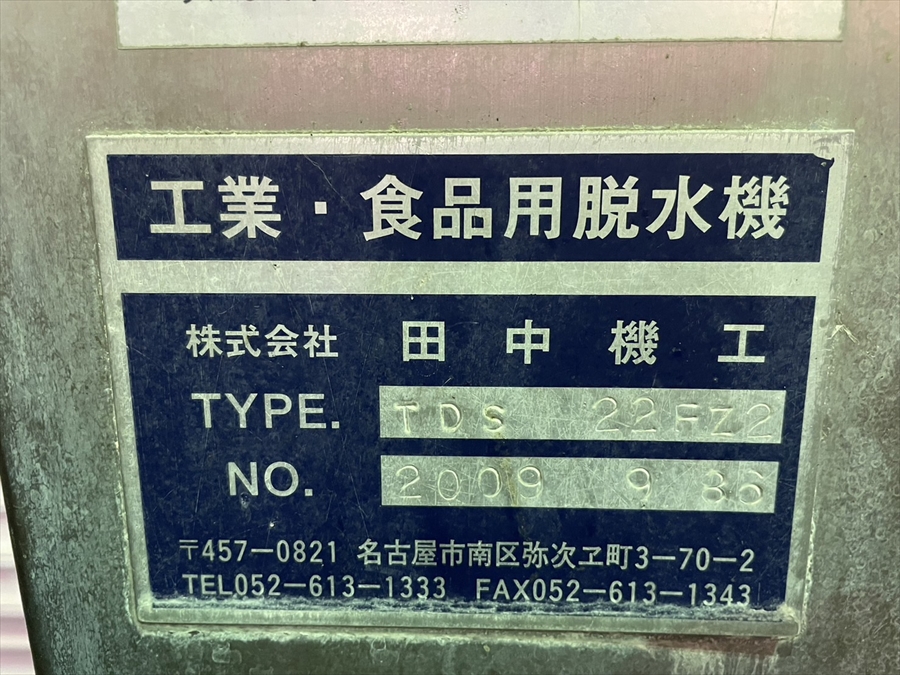 工業・食品用脱水機
株式会社 田中機工
TYPE. TDS 22FZ2
NO. 2009 9 86
〒457-0821 名古屋市南区弥次ヱ町3-70-2
TEL052-613-1333 FAX052-613-1343